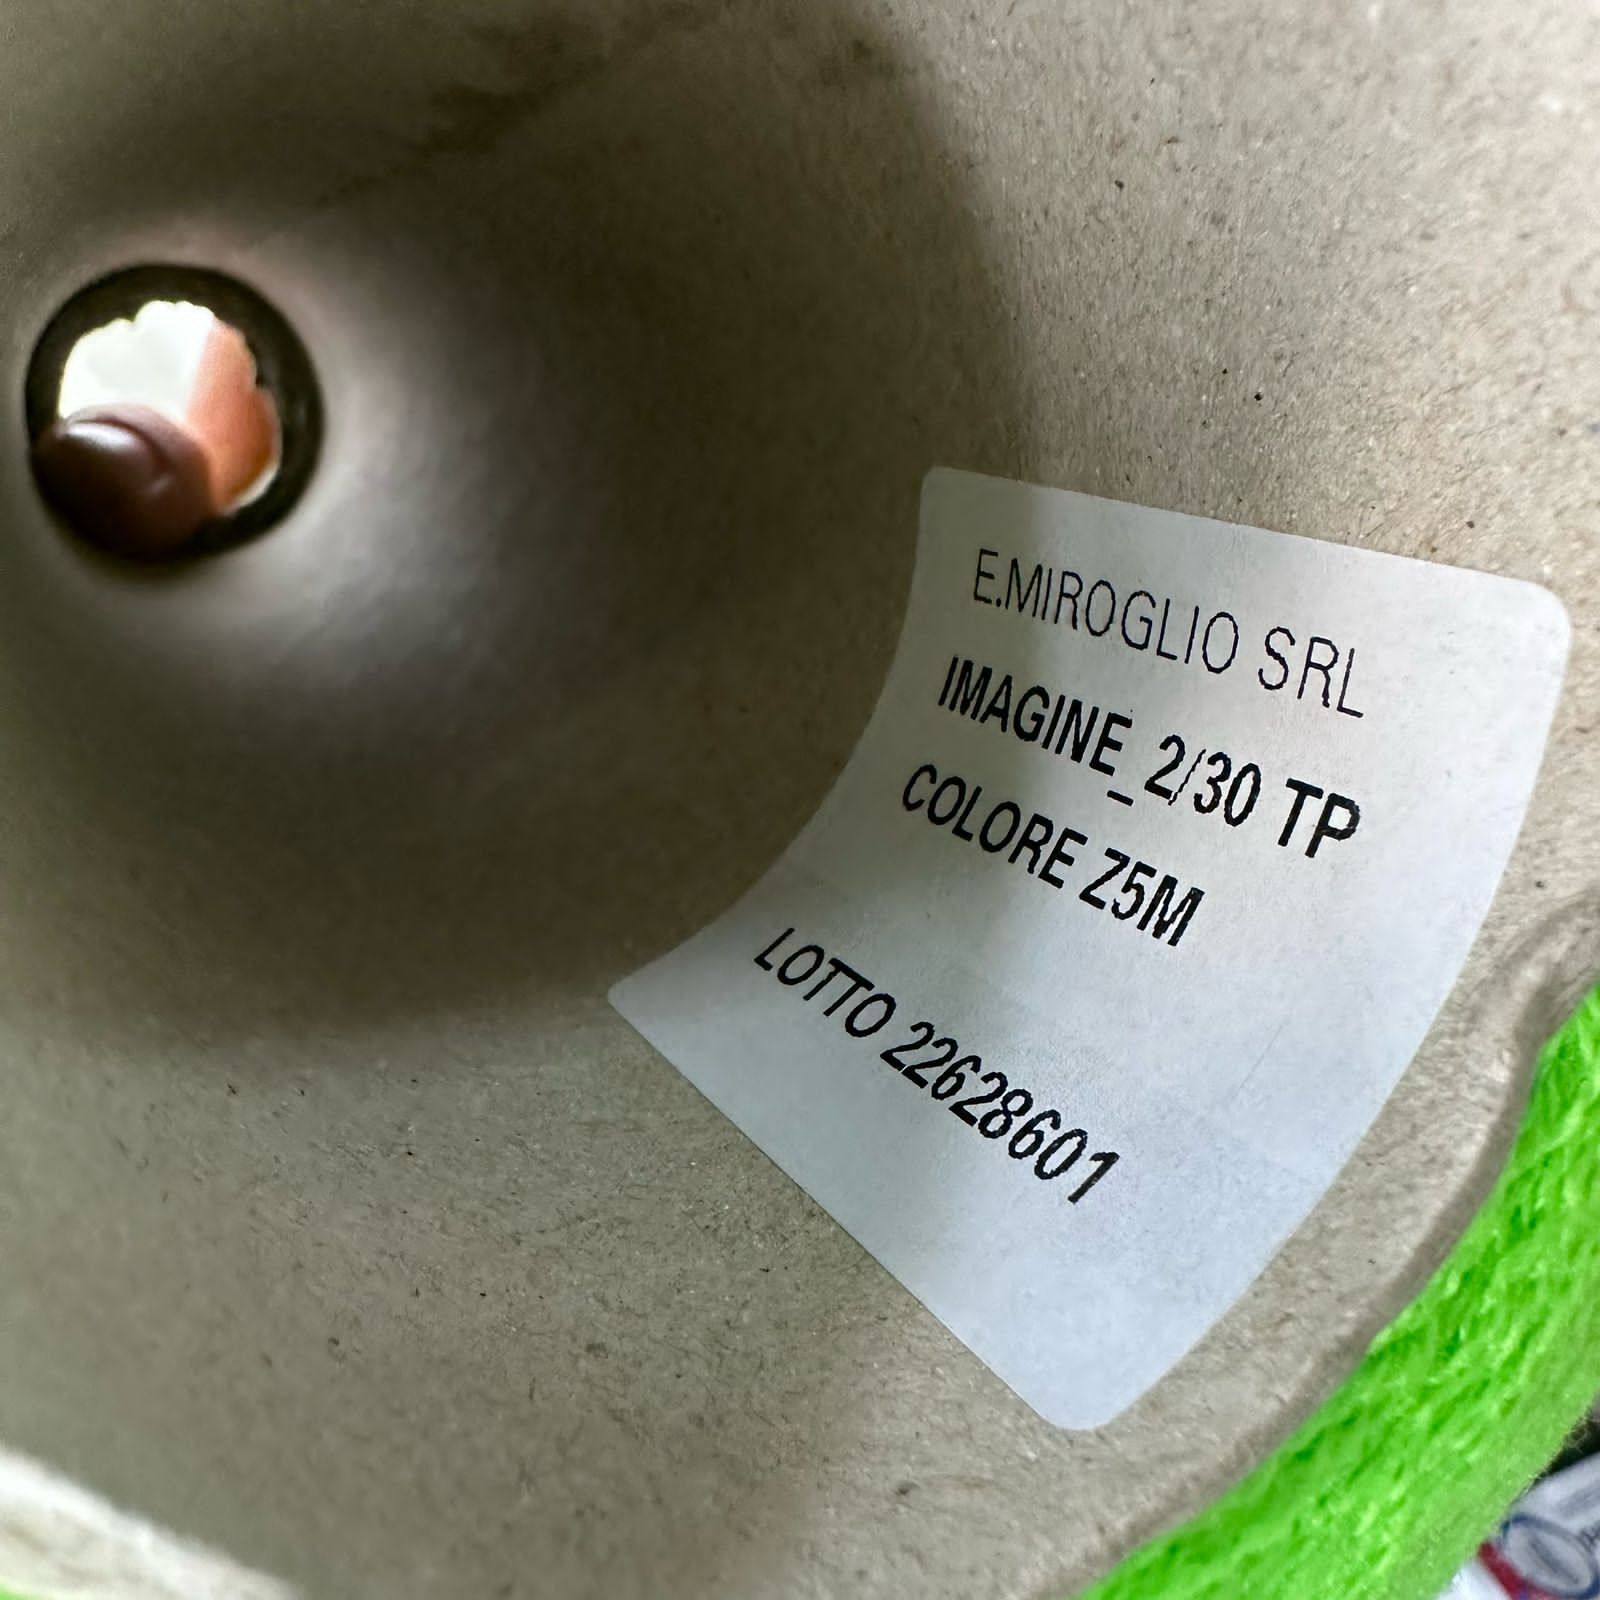 E.MIROGLIO SRL
IMAGINE_2/30 TP
COLORE Z5M
LOTTO 22628601